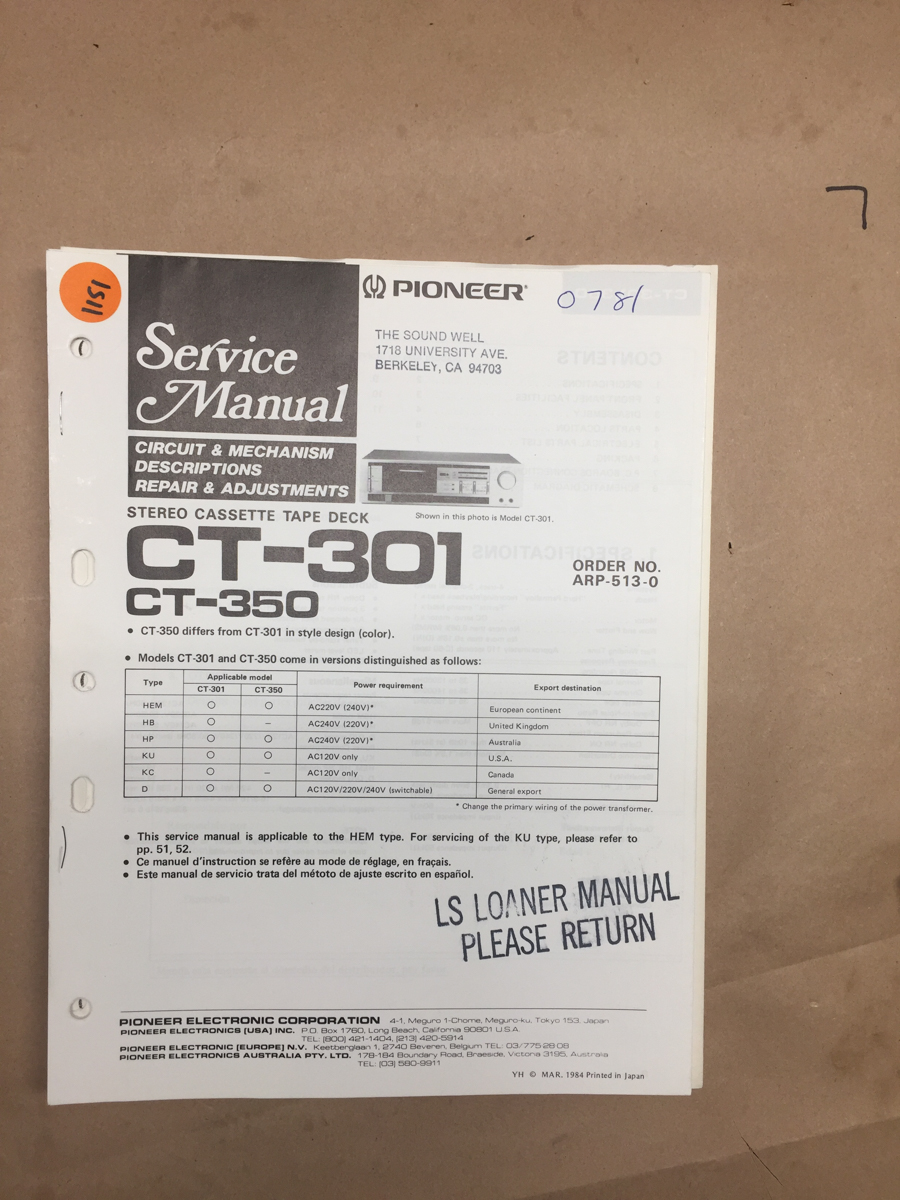 1151
Service
Manual
PIONEER®
0781
THE SOUND WELL
1718 UNIVERSITY AVE.
BERKELEY, CA 94703
CIRCUIT & MECHANISM
DESCRIPTIONS
REPAIR & ADJUSTMENTS
STEREO CASSETTE TAPE DECK
Shown in this photo is Model CT-301.
CT-301
CT-350
ORDER NO.
ARP-513-0
• CT-350 differs from CT-301 in style design (color).
• Models CT-301 and CT-350 come in versions distinguished as follows:
Type Applicable model Power requirement Export destination
CT-301 CT-350
HEM ○ ○ AC220V (240V)* European continent
HB ○ – AC240V (220V)* United Kingdom
HP ○ ○ AC240V (220V)* Australia
KU ○ ○ AC120V only U.S.A.
KC ○ – AC120V only Canada
D ○ ○ AC120V/220V/240V (switchable) General export
* Change the primary wiring of the power transformer.
• This service manual is applicable to the HEM type. For servicing of the KU type, please refer to
pp. 51, 52.
• Ce manuel d'instruction se refère au mode de réglage, en français.
• Este manual de servicio trata del métoto de ajuste escrito en español.
LS LOANER MANUAL
PLEASE RETURN
PIONEER ELECTRONIC CORPORATION 4-1, Meguro 1-Chome, Meguro-ku, Tokyo 153, Japan
PIONEER ELECTRONICS (USA) INC. P.O. Box 1760, Long Beach, California 90801 U.S.A.
TEL: (800) 421-1404, (213) 420-5914
PIONEER ELECTRONIC (EUROPE) N.V. Keetberglaan 1, 2740 Beveren, Belgium TEL: 03/775·28·08
PIONEER ELECTRONICS AUSTRALIA PTY. LTD. 178-184 Boundary Road, Braeside, Victoria 3195, Australia
TEL: (03) 580-9911
YH © MAR. 1984 Printed in Japan